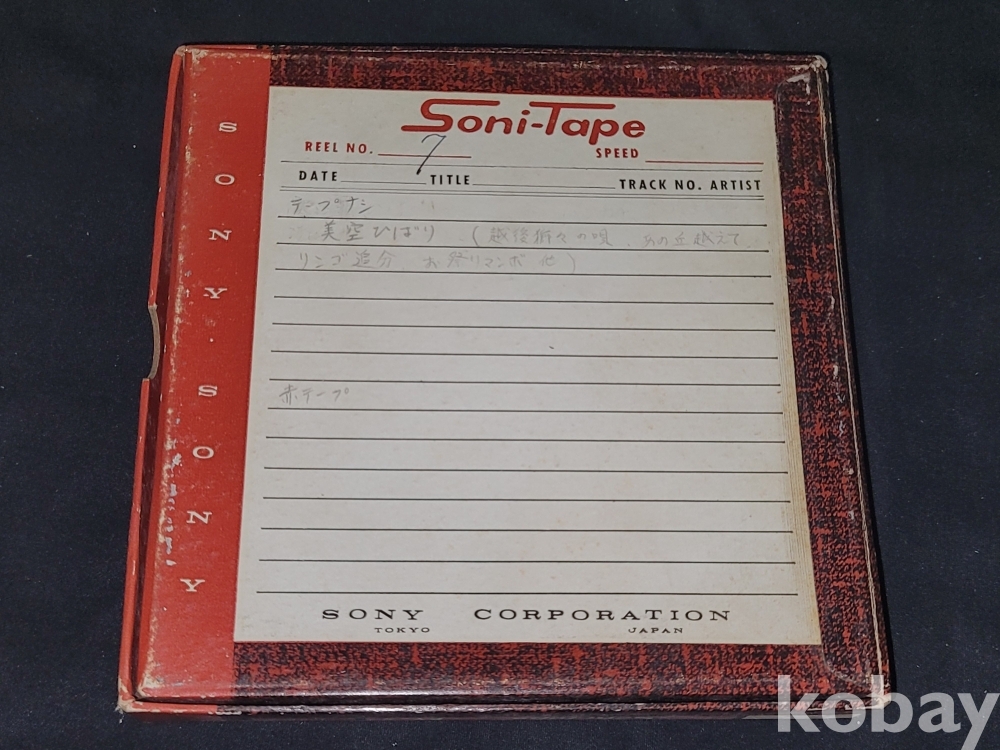 Soni-Tape
REEL NO. 7 SPEED
DATE TITLE TRACK NO. ARTIST
テープナシ
美空ひばり (越後獅子の唄、あの丘越えて
リンゴ追分 お祭りマンボ 他)
赤テープ
SONY CORPORATION
TOKYO JAPAN
SONY・SONY
kobay